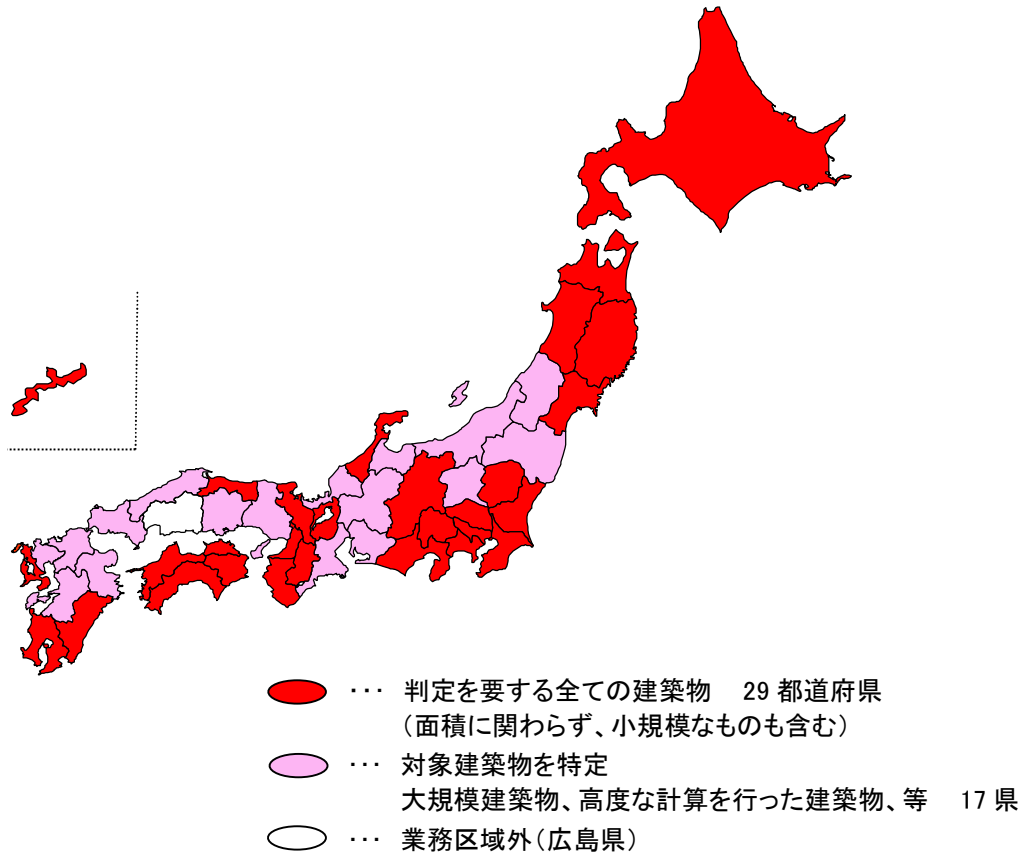 ･･･ 判定を要する全ての建築物 29 都道府県
（面積に関わらず、小規模なものも含む）
･･･ 対象建築物を特定
大規模建築物、高度な計算を行った建築物、等 17 県
･･･ 業務区域外（広島県）